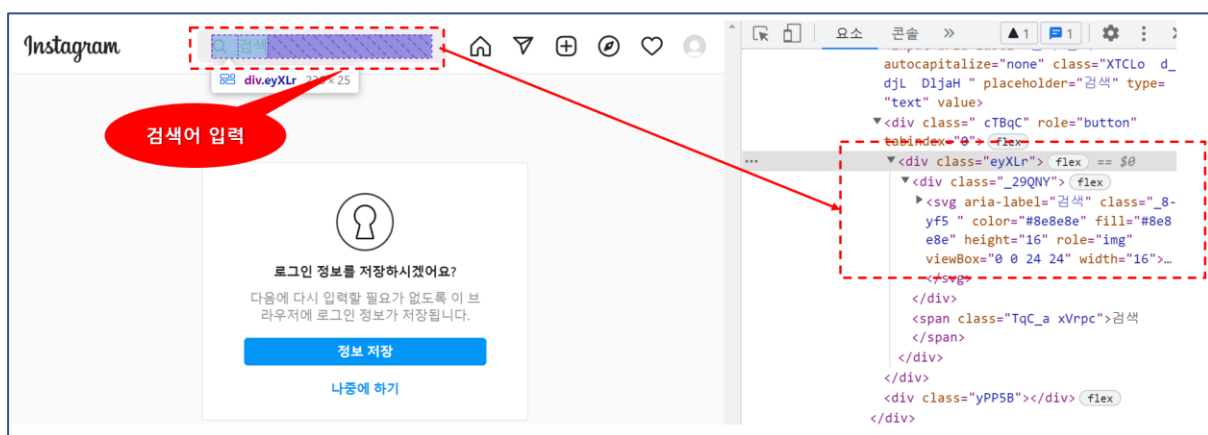 Instagram
검색
div.eyXLr
× 25
검색어 입력
로그인 정보를 저장하시겠어요?
다음에 다시 입력할 필요가 없도록 이 브
라우저에 로그인 정보가 저장됩니다.
정보 저장
나중에 하기
요소 콘솔 » 1 1
autocapitalize="none" class="XTCLo d_
djL DljaH " placeholder="검색" type=
"text" value>
<div class=" cTBqC" role="button"
tabindex="0"> flex
... <div class="eyXLr"> flex == $0
<div class="_29QNY"> flex
<svg aria-label="검색" class="_8-
yf5 " color="#8e8e8e" fill="#8e8
e8e" height="16" role="img"
viewBox="0 0 24 24" width="16">…
</svg>
</div>
<span class="TqC_a xVrpc">검색
</span>
</div>
</div>
<div class="yPP5B"></div> flex
</div>